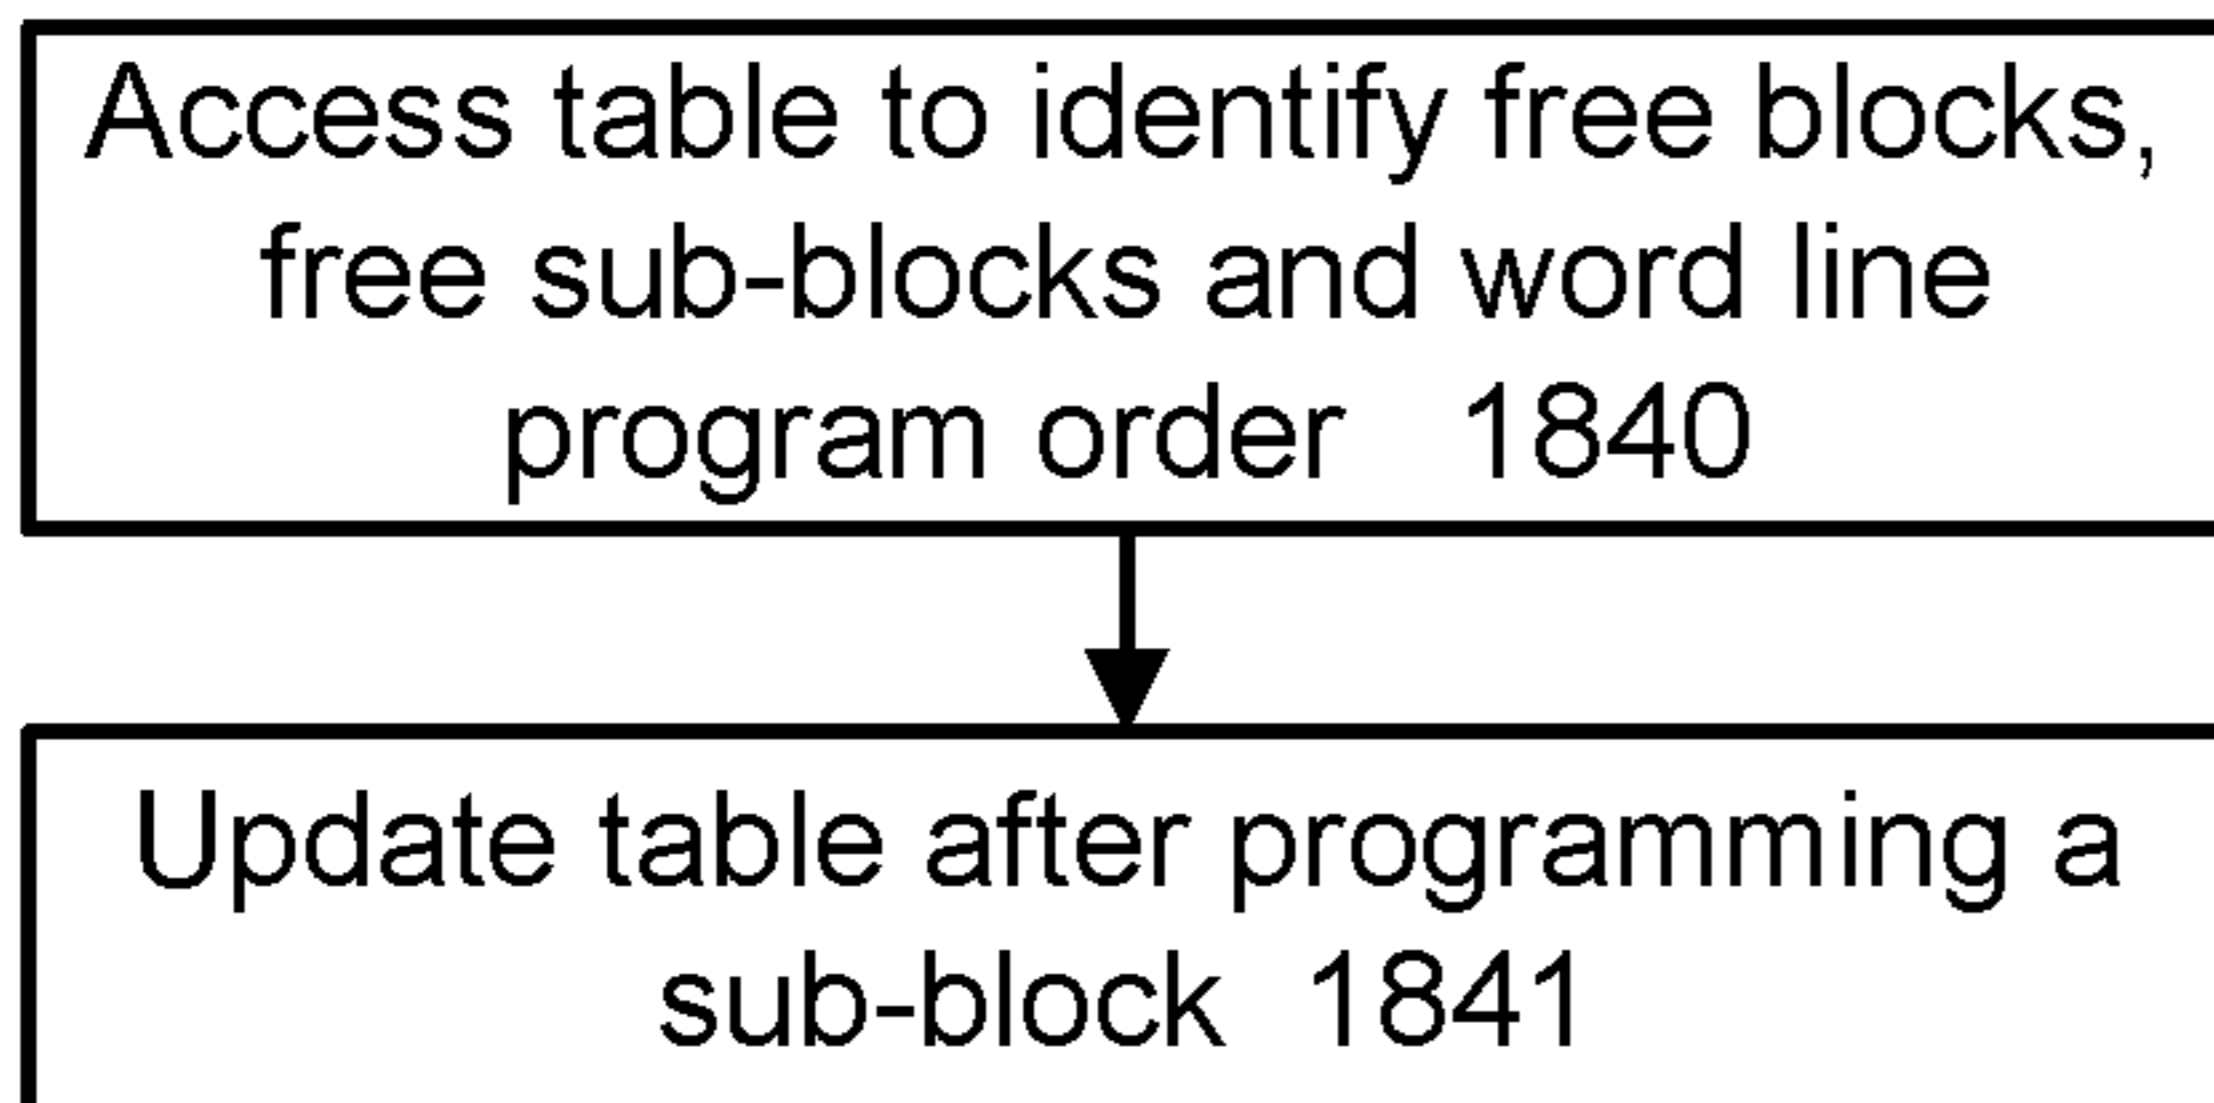 Access table to identify free blocks,
free sub-blocks and word line
program order 1840
Update table after programming a
sub-block 1841